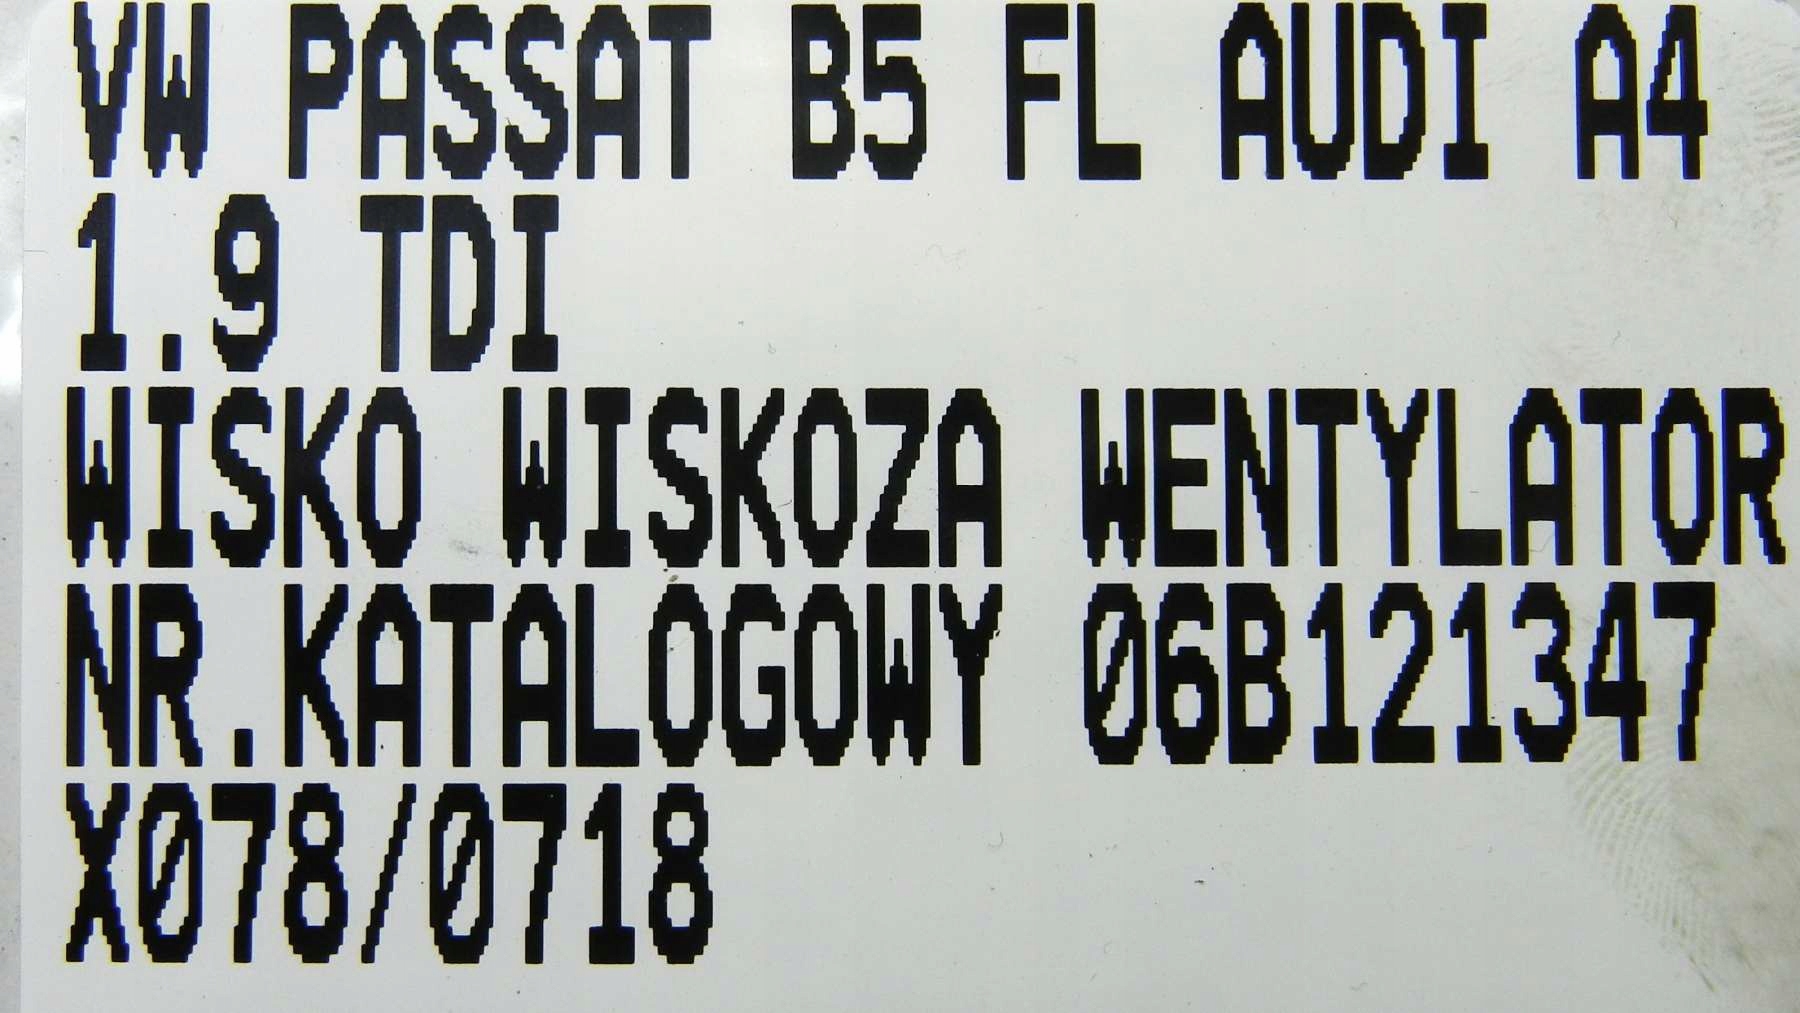 VW PASSAT B5 FL AUDI A4
1.9 TDI
WISKO WISKOZA WENTYLATOR
NR.KATALOGOWY 06B121347
X078/0718